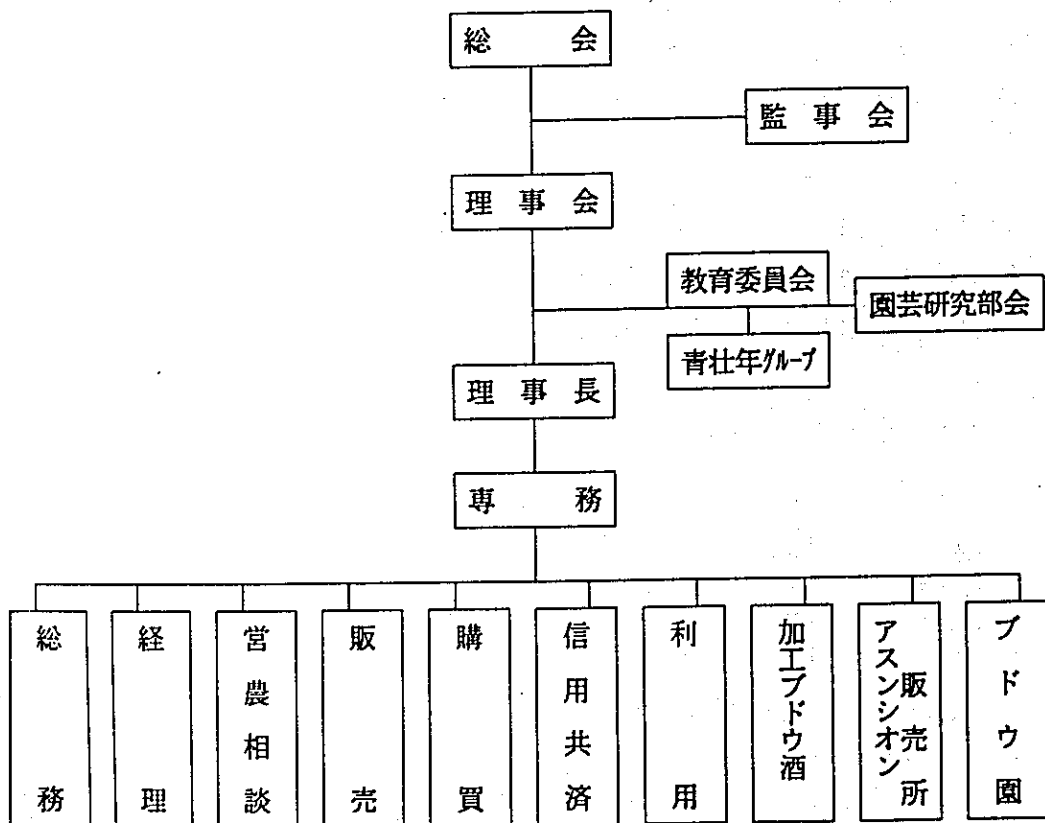 総会
監事会
理事会
教育委員会
園芸研究部会
青壮年グループ
理事長
専務
総務
経理
営農相談
販売
購買
信用共済
利用
加工ブドウ酒
アスンシオン
販売所
ブドウ園